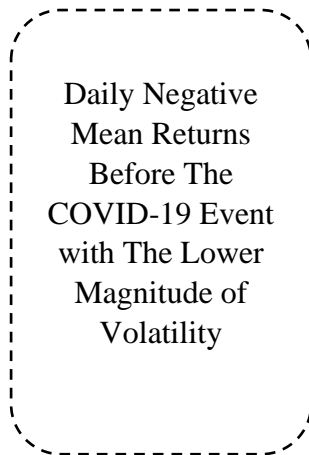 Daily Negative
Mean Returns
Before The
COVID-19 Event
with The Lower
Magnitude of
Volatility